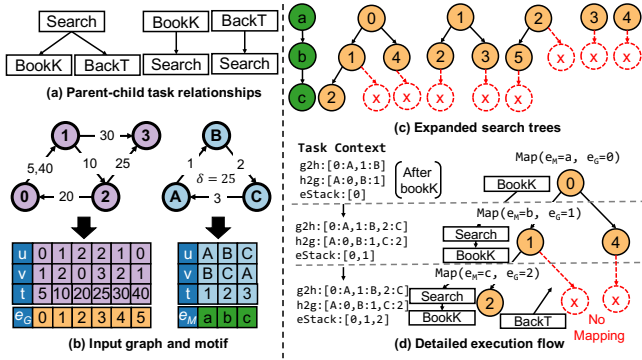 Search
BookK
BackT
BookK
Search
BackT
Search
(a) Parent-child task relationships
1
30
3
5,40
10
25
0
20
2
B
1
2
δ = 25
A
3
C
u 0 1 2 2 1 0
v 1 2 0 3 2 1
t 5 10 20 25 30 40
eG 0 1 2 3 4 5
u A B C
v B C A
t 1 2 3
eM a b c
(b) Input graph and motif
a 0 1 2 3 4
b 1 4 2 3 5 x x x
c 2 x x x x x
(c) Expanded search trees
Task Context
g2h:[0:A,1:B]
h2g:[A:0,B:1]
eStack:[0]
After
bookK
Map(eM=a, eG=0)
BookK
0
g2h:[0:A,1:B,2:C]
h2g:[A:0,B:1,C:2]
eStack:[0,1]
Map(eM=b, eG=1)
Search
BookK
1
4
g2h:[0:A,1:B,2:C]
h2g:[A:0,B:1,C:2]
eStack:[0,1,2]
Map(eM=c, eG=2)
Search
BookK
2
BackT
x
x
No
Mapping
(d) Detailed execution flow